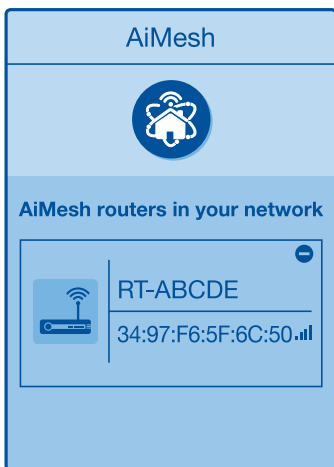 AiMesh
AiMesh routers in your network
RT-ABCDE
34:97:F6:5F:6C:50